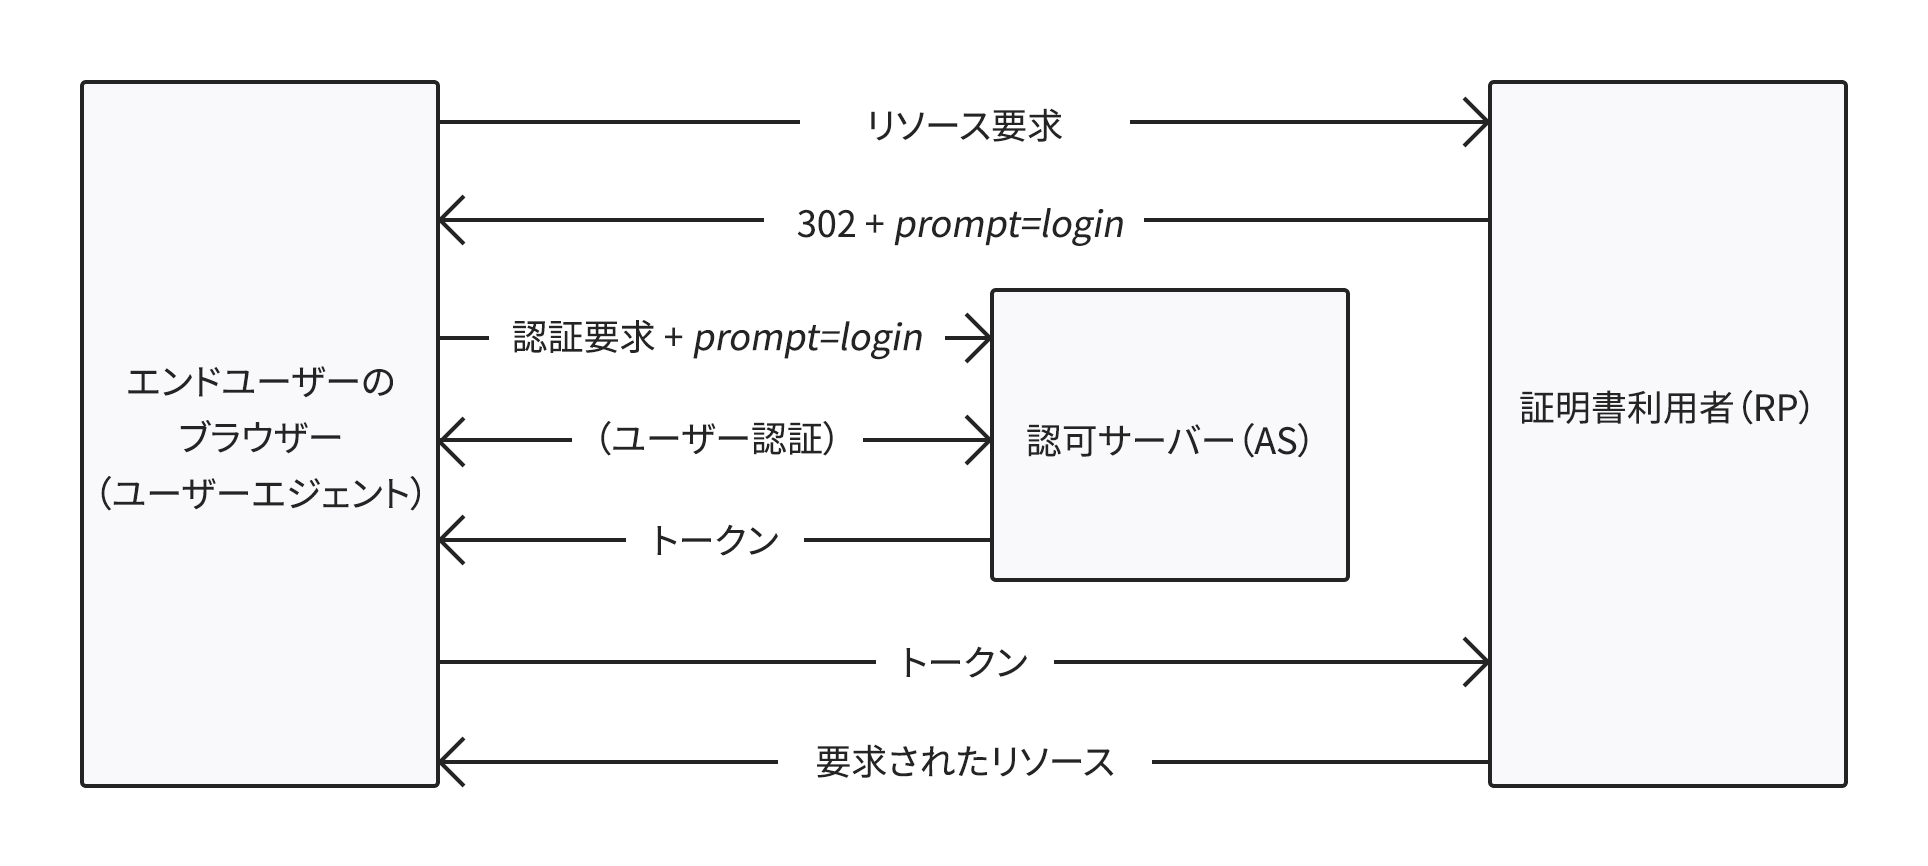 リソース要求
302 + prompt=login
認証要求 + prompt=login
エンドユーザーの
ブラウザー
（ユーザーエージェント）
（ユーザー認証）
認可サーバー（AS）
証明書利用者（RP）
トークン
トークン
要求されたリソース